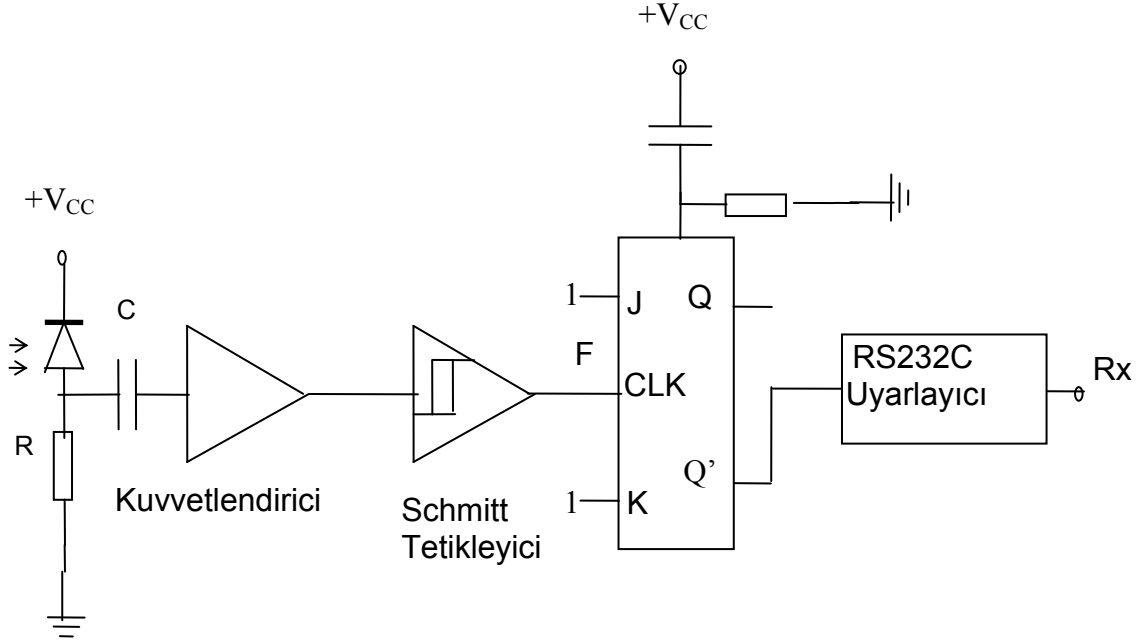 +VCC
+VCC
C
R
Kuvvetlendirici
Schmitt
Tetikleyici
F
1
J
Q
CLK
1
K
Q’
RS232C
Uyarlayıcı
Rx